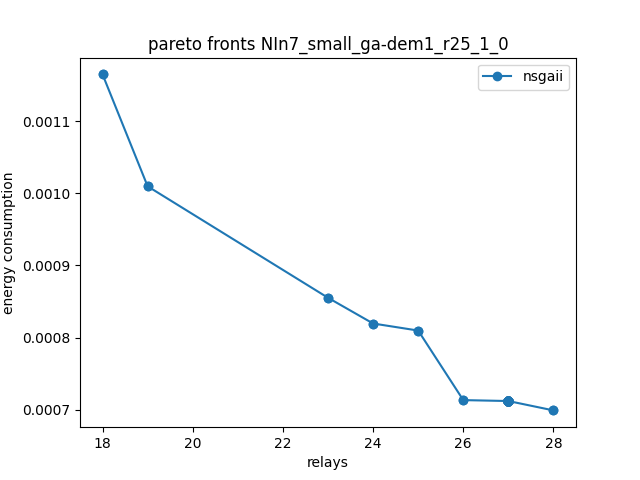 pareto fronts NIn7_small_ga-dem1_r25_1_0
nsgaii
0.0011
0.0010
0.0009
0.0008
0.0007
energy consumption
18 20 22 24 26 28
relays